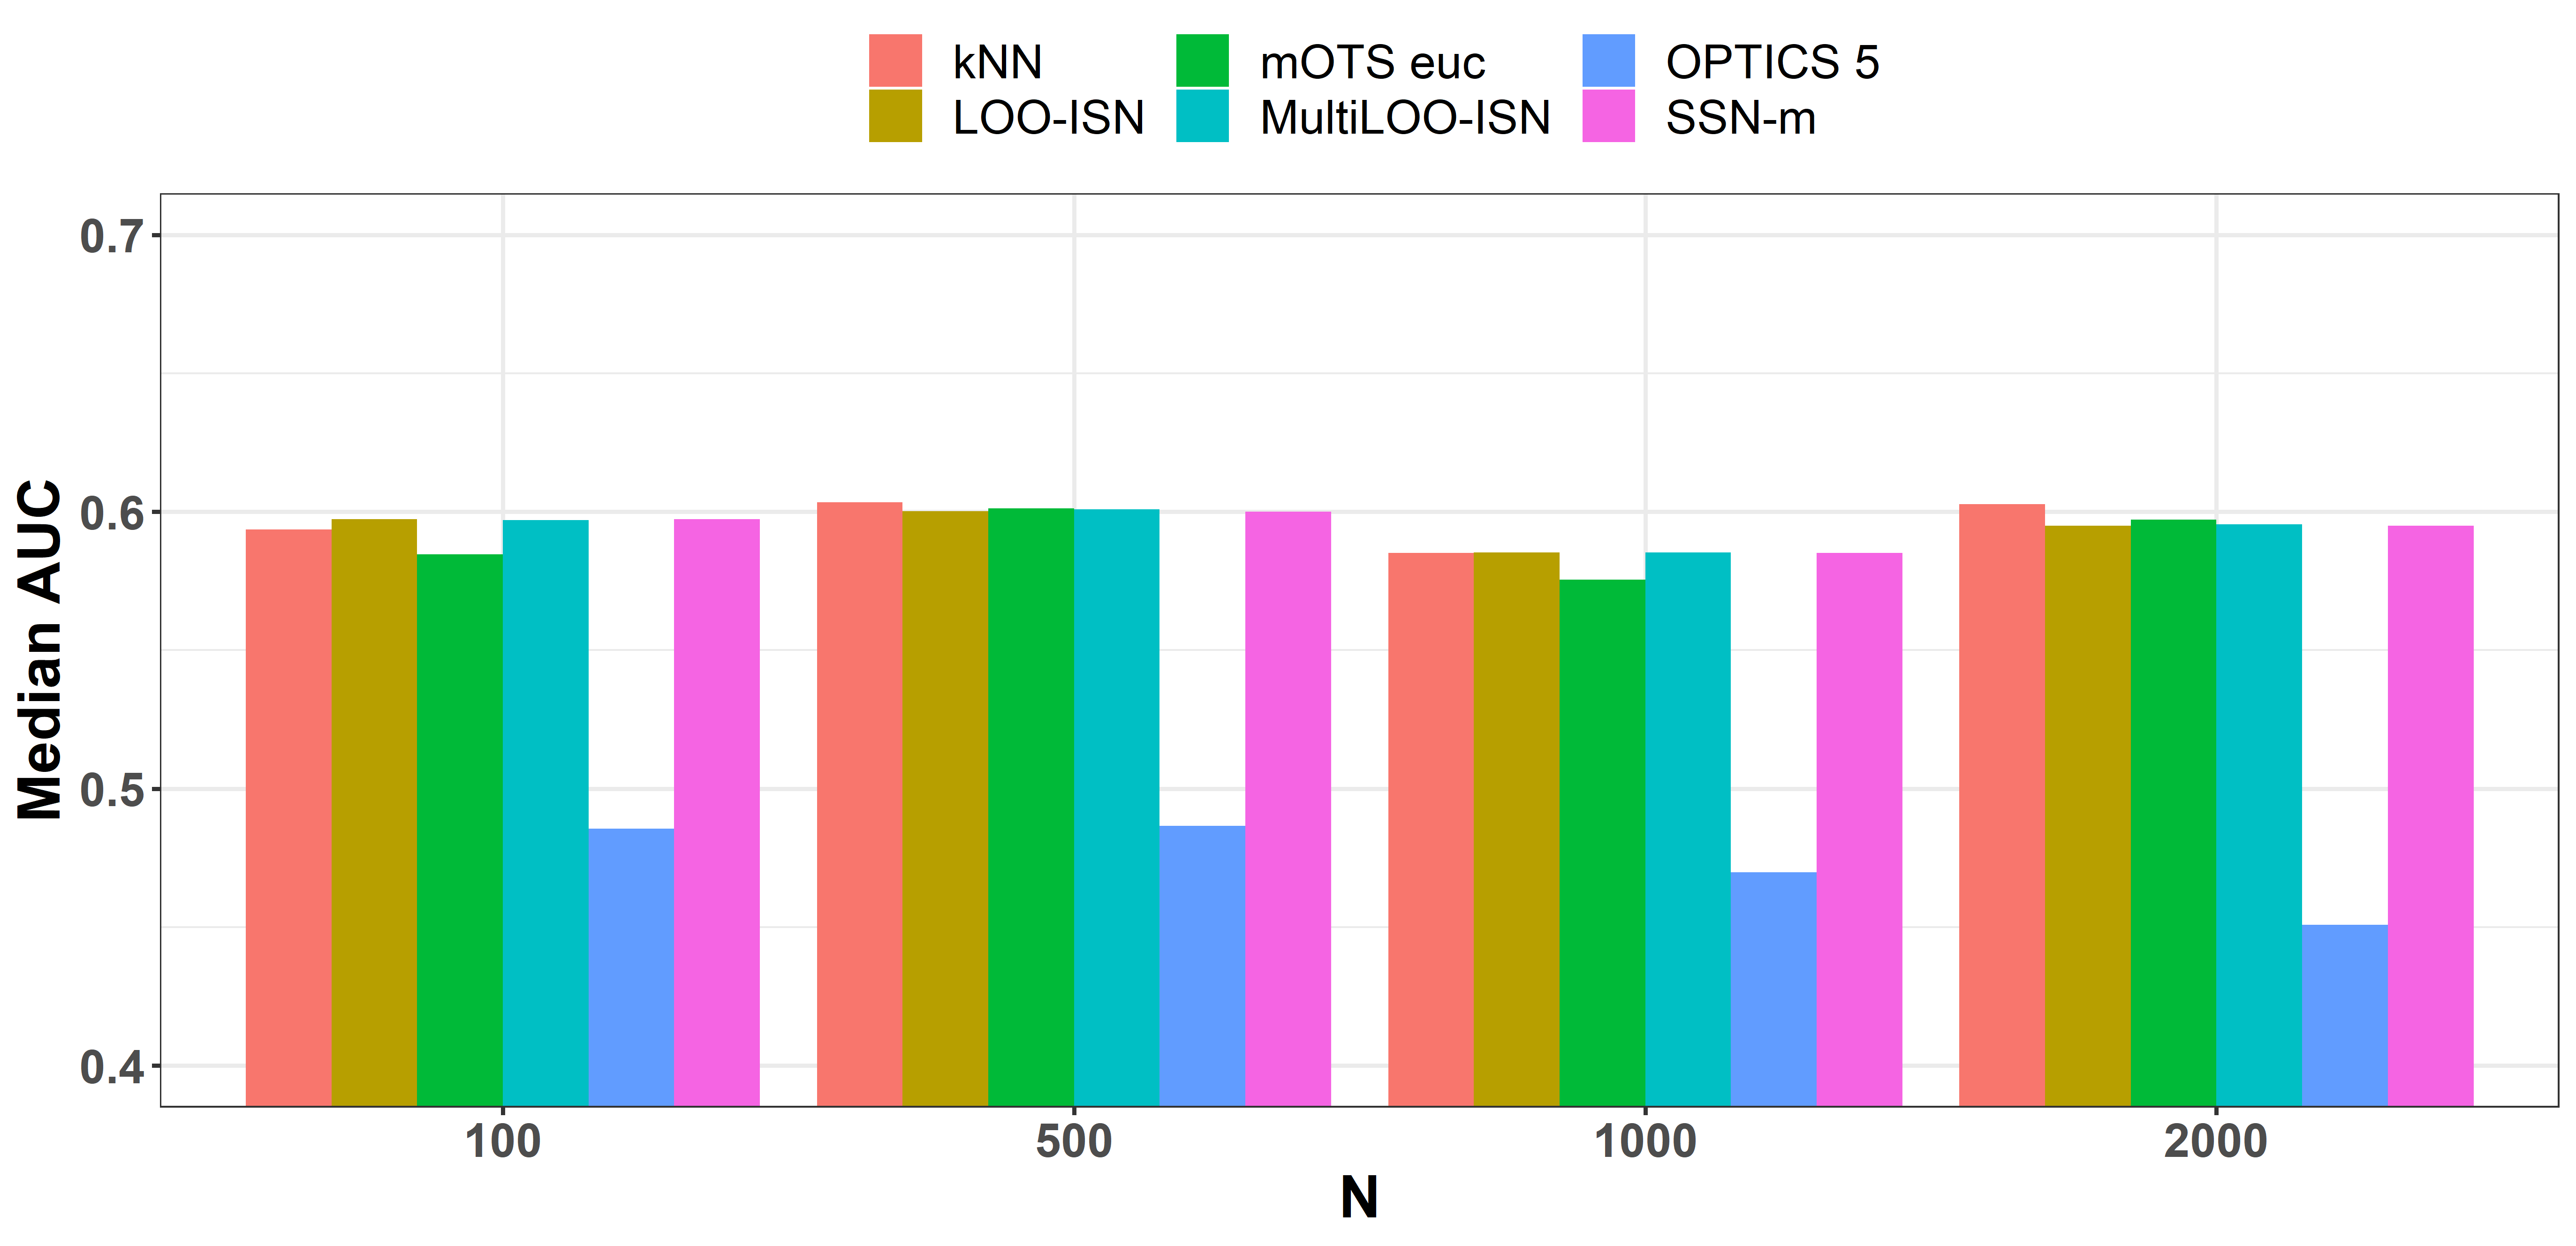 kNN mOTS euc OPTICS 5
LOO-ISN MultiLOO-ISN SSN-m
0.7
0.6
0.5
0.4
Median AUC
100 500 1000 2000
N